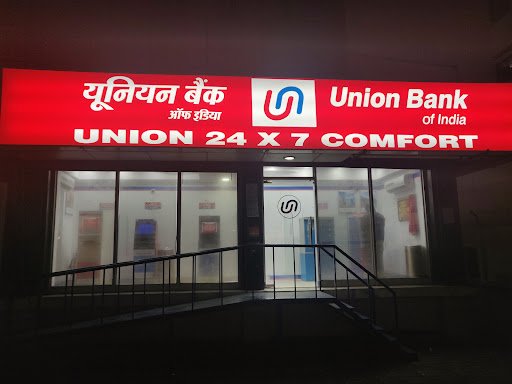 यूनियन बैंक
ऑफ इंडिया
Union Bank
of India
UNION 24 X 7 COMFORT